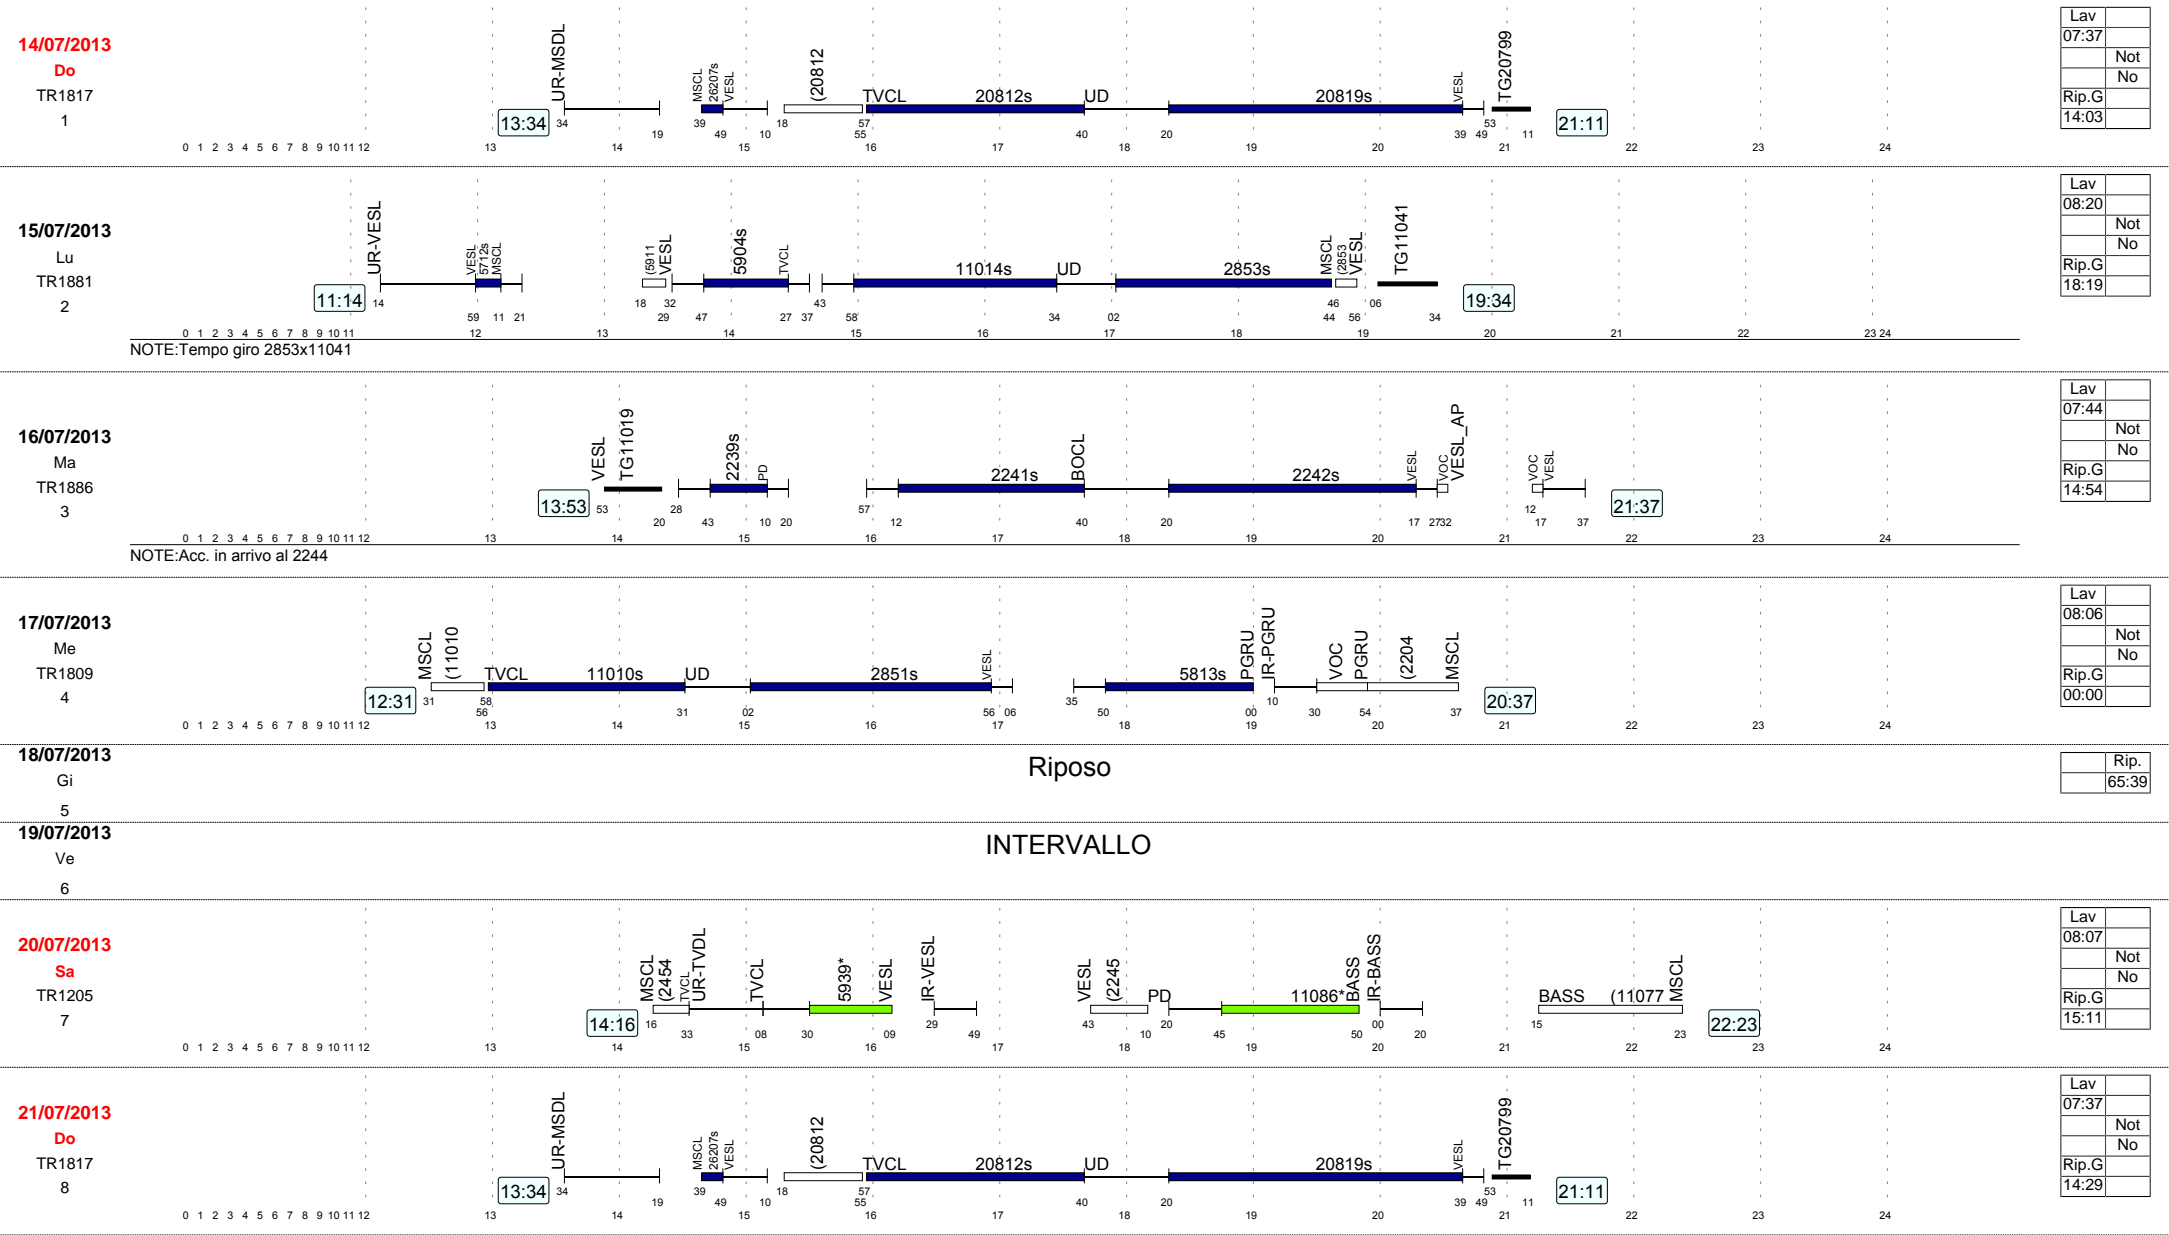 14/07/2013
Do
TR1817
1
13:34
UR-MSDL
MSCL
26207s
VESL
(20812
TVCL
20812s
UD
20819s
VESL
TG20799
21:11
34 19 39 49 10 18 57 40 20 39 49 53 11
55
0 1 2 3 4 5 6 7 8 9 10 11 12 13 14 15 16 17 18 19 20 21 22 23 24
Lav
07:37
Not
No
Rip.G
14:03
15/07/2013
Lu
TR1881
2
11:14
UR-VESL
VESL
5712s
MSCL
(5911
VESL
5904s
TVCL
11014s
UD
2853s
MSCL
(2853
VESL
TG11041
19:34
14 18 32 43 46 06
59 11 21 29 47 27 37 58 34 02 44 56 34
0 1 2 3 4 5 6 7 8 9 10 11 12 13 14 15 16 17 18 19 20 21 22 23 24
NOTE:Tempo giro 2853x11041
Lav
08:20
Not
No
Rip.G
18:19
16/07/2013
Ma
TR1886
3
13:53
VESL
TG11019
2239s
PD
2241s
BOCL
2242s
VESL
VOC
VESL_AP
VOC
VESL
21:37
53 28 57 12
20 43 10 20 12 40 20 17 27 32 17 37
0 1 2 3 4 5 6 7 8 9 10 11 12 13 14 15 16 17 18 19 20 21 22 23 24
NOTE:Acc. in arrivo al 2244
Lav
07:44
Not
No
Rip.G
14:54
17/07/2013
Me
TR1809
4
12:31
MSCL
(11010
TVCL
11010s
UD
2851s
VESL
5813s
PGRU
IR-PGRU
VOC
PGRU
(2204
MSCL
20:37
31 58 35 10
56 31 02 56 06 50 00 30 54 37
0 1 2 3 4 5 6 7 8 9 10 11 12 13 14 15 16 17 18 19 20 21 22 23 24
Lav
08:06
Not
No
Rip.G
00:00
18/07/2013
Gi
5
Riposo
Rip.
65:39
19/07/2013
Ve
6
INTERVALLO
20/07/2013
Sa
TR1205
7
14:16
MSCL
(2454
TVCL
UR-TVDL
TVCL
5939*
VESL
IR-VESL
VESL
(2245
PD
11086*
BASS
IR-BASS
BASS
(11077
MSCL
22:23
16 29 43 20 00 15
33 08 30 09 49 10 45 50 20 23
0 1 2 3 4 5 6 7 8 9 10 11 12 13 14 15 16 17 18 19 20 21 22 23 24
Lav
08:07
Not
No
Rip.G
15:11
21/07/2013
Do
TR1817
8
13:34
UR-MSDL
MSCL
26207s
VESL
(20812
TVCL
20812s
UD
20819s
VESL
TG20799
21:11
34 19 39 49 10 18 57 40 20 39 49 53 11
55
0 1 2 3 4 5 6 7 8 9 10 11 12 13 14 15 16 17 18 19 20 21 22 23 24
Lav
07:37
Not
No
Rip.G
14:29